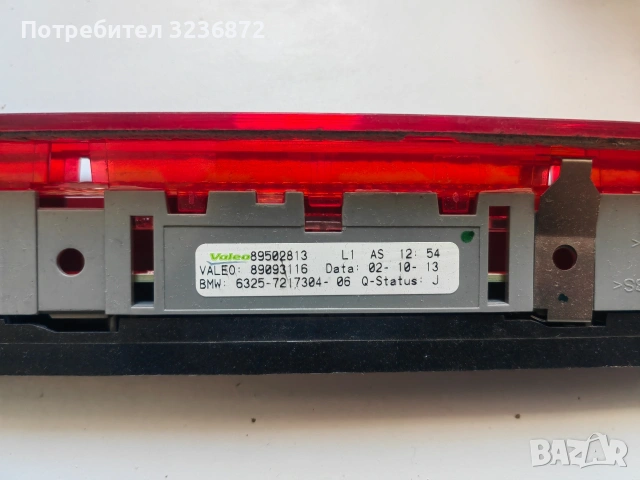 Потребител 3236872
Valeo 89502813 L1 AS 12: 54
VALEO: 89093116 Data: 02- 10- 13
BMW: 6325-7217304- 06 Q-Status: J
BAZAR